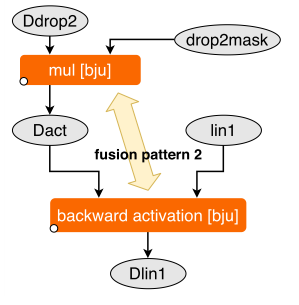 Ddrop2
drop2mask
mul [bju]
Dact
lin1
fusion pattern 2
backward activation [bju]
Dlin1